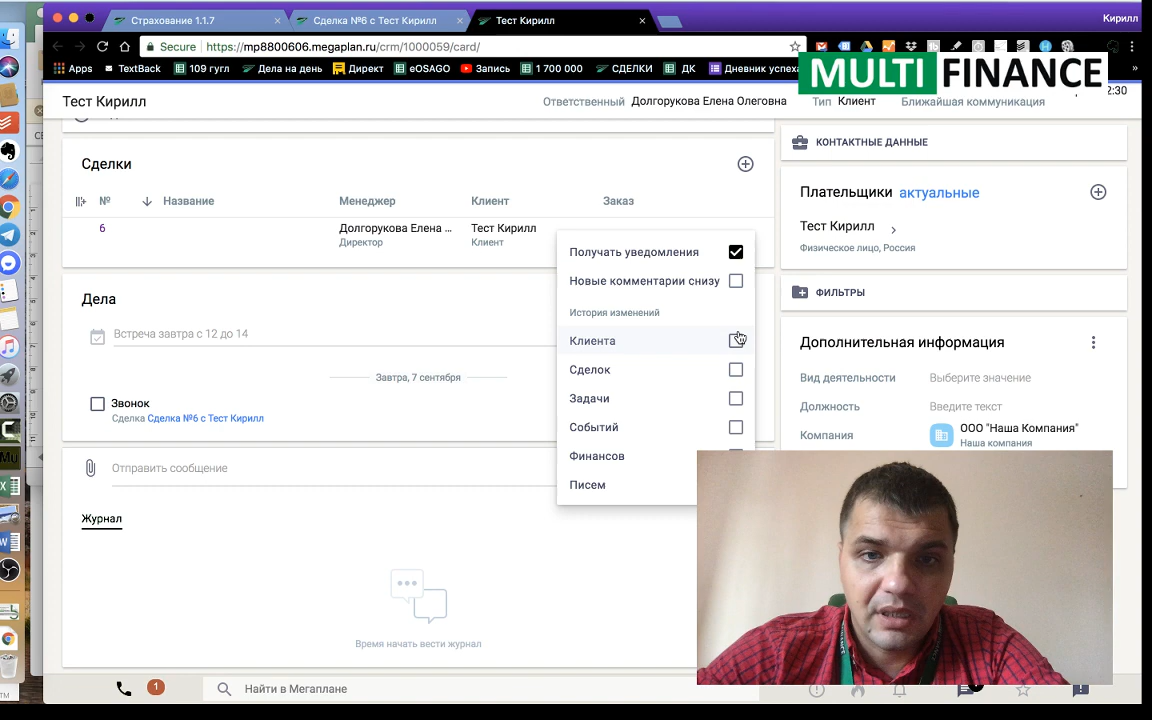 Страхование 1.1.7
Сделка №6 с Тест Кирилл
Тест Кирилл
Кирилл
Secure
https://mp8800606.megaplan.ru/crm/1000059/card/
Apps
TextBack
109 гугл
Дела на день
Директ
eOSAGO
Запись
1 700 000
СДЕЛКИ
ДК
Дневник успеха
»
MULTI FINANCE
Тест Кирилл
Ответственный Долгорукова Елена Олеговна
Тип Клиент
Ближайшая коммуникация
2:30
Сделки
№
Название
Менеджер
Клиент
Заказ
6
Долгорукова Елена ...
Директор
Тест Кирилл
Клиент
Получать уведомления
Новые комментарии снизу
История изменений
Клиента
Сделок
Задачи
Событий
Финансов
Писем
Дела
Встреча завтра с 12 до 14
Завтра, 7 сентября
Звонок
Сделка Сделка №6 с Тест Кирилл
Отправить сообщение
Журнал
Время начать вести журнал
КОНТАКТНЫЕ ДАННЫЕ
Плательщики актуальные
Тест Кирилл
Физическое лицо, Россия
ФИЛЬТРЫ
Дополнительная информация
Вид деятельности
Выберите значение
Должность
Введите текст
Компания
ООО "Наша Компания"
Наша компания
1
Найти в Мегаплане